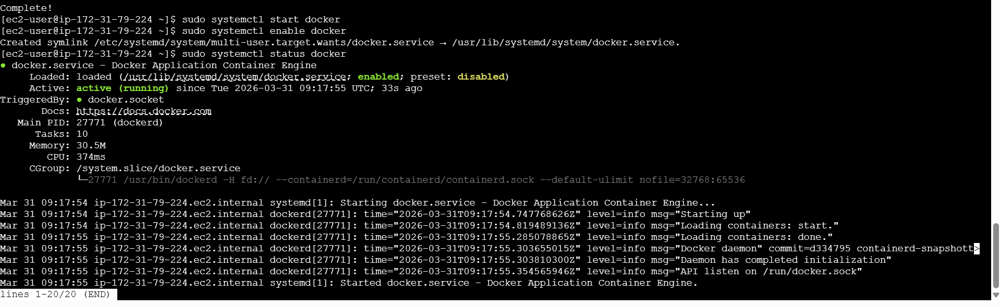 Complete!
[ec2-user@ip-172-31-79-224 ~]$ sudo systemctl start docker
[ec2-user@ip-172-31-79-224 ~]$ sudo systemctl enable docker
Created symlink /etc/systemd/system/multi-user.target.wants/docker.service → /usr/lib/systemd/system/docker.service.
[ec2-user@ip-172-31-79-224 ~]$ sudo systemctl status docker
● docker.service - Docker Application Container Engine
     Loaded: loaded (/usr/lib/systemd/system/docker.service; enabled; preset: disabled)
     Active: active (running) since Tue 2026-03-31 09:17:55 UTC; 33s ago
TriggeredBy: ● docker.socket
       Docs: https://docs.docker.com
   Main PID: 27771 (dockerd)
      Tasks: 10
     Memory: 30.5M
        CPU: 374ms
     CGroup: /system.slice/docker.service
             └─27771 /usr/bin/dockerd -H fd:// --containerd=/run/containerd/containerd.sock --default-ulimit nofile=32768:65536
Mar 31 09:17:54 ip-172-31-79-224.ec2.internal systemd[1]: Starting docker.service - Docker Application Container Engine...
Mar 31 09:17:54 ip-172-31-79-224.ec2.internal dockerd[27771]: time="2026-03-31T09:17:54.747768626Z" level=info msg="Starting up"
Mar 31 09:17:54 ip-172-31-79-224.ec2.internal dockerd[27771]: time="2026-03-31T09:17:54.819489136Z" level=info msg="Loading containers: start."
Mar 31 09:17:55 ip-172-31-79-224.ec2.internal dockerd[27771]: time="2026-03-31T09:17:55.285078865Z" level=info msg="Loading containers: done."
Mar 31 09:17:55 ip-172-31-79-224.ec2.internal dockerd[27771]: time="2026-03-31T09:17:55.303655015Z" level=info msg="Docker daemon" commit=d334795 containerd-snapshott>
Mar 31 09:17:55 ip-172-31-79-224.ec2.internal dockerd[27771]: time="2026-03-31T09:17:55.303810300Z" level=info msg="Daemon has completed initialization"
Mar 31 09:17:55 ip-172-31-79-224.ec2.internal dockerd[27771]: time="2026-03-31T09:17:55.354565946Z" level=info msg="API listen on /run/docker.sock"
Mar 31 09:17:55 ip-172-31-79-224.ec2.internal systemd[1]: Started docker.service - Docker Application Container Engine.
lines 1-20/20 (END)